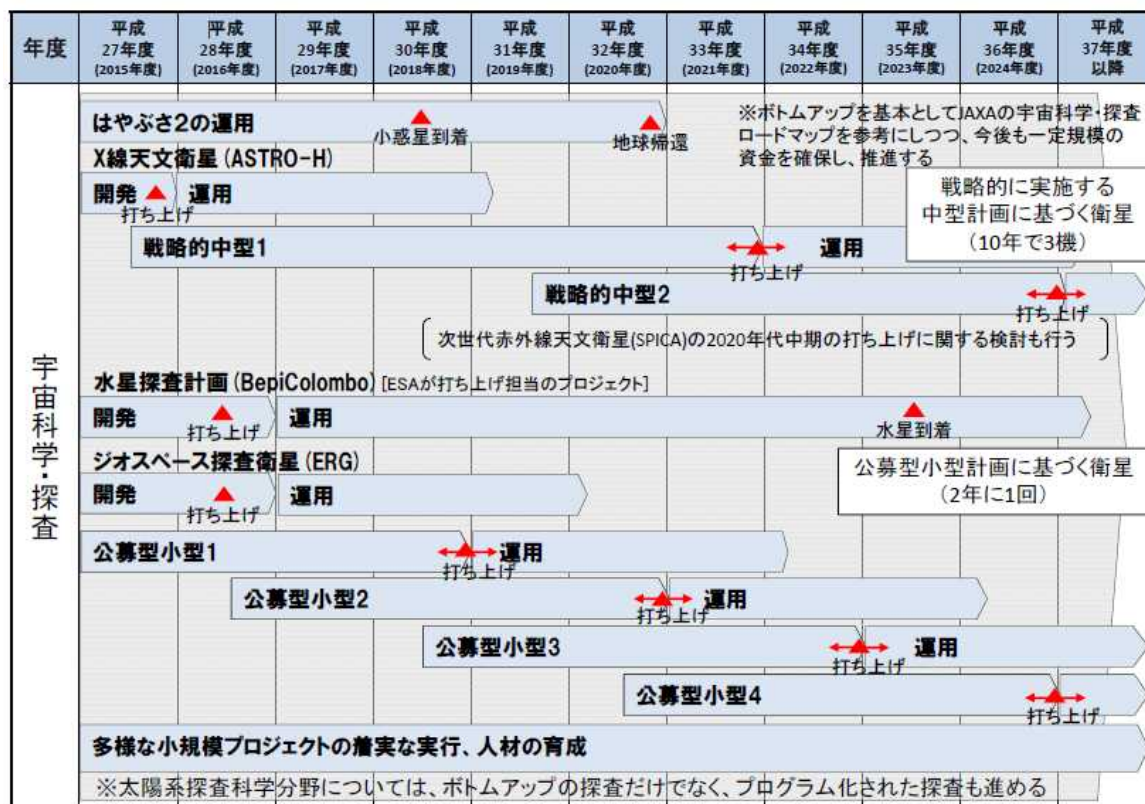 年度
平成
27年度
(2015年度)
平成
28年度
(2016年度)
平成
29年度
(2017年度)
平成
30年度
(2018年度)
平成
31年度
(2019年度)
平成
32年度
(2020年度)
平成
33年度
(2021年度)
平成
34年度
(2022年度)
平成
35年度
(2023年度)
平成
36年度
(2024年度)
平成
37年度
以降
宇宙科学・探査
はやぶさ2の運用
小惑星到着
地球帰還
※ボトムアップを基本としてJAXAの宇宙科学・探査
ロードマップを参考にしつつ、今後も一定規模の
資金を確保し、推進する
X線天文衛星(ASTRO-H)
開発
打ち上げ
運用
戦略的に実施する
中型計画に基づく衛星
(10年で3機)
戦略的中型1
打ち上げ
運用
戦略的中型2
打ち上げ
次世代赤外線天文衛星(SPICA)の2020年代中期の打ち上げに関する検討も行う
水星探査計画(BepiColombo) [ESAが打ち上げ担当のプロジェクト]
開発
打ち上げ
運用
水星到着
ジオスペース探査衛星(ERG)
開発
打ち上げ
運用
公募型小型計画に基づく衛星
(2年に1回)
公募型小型1
打ち上げ
運用
公募型小型2
打ち上げ
運用
公募型小型3
打ち上げ
運用
公募型小型4
打ち上げ
多様な小規模プロジェクトの着実な実行、人材の育成
※太陽系探査科学分野については、ボトムアップの探査だけでなく、プログラム化された探査も進める